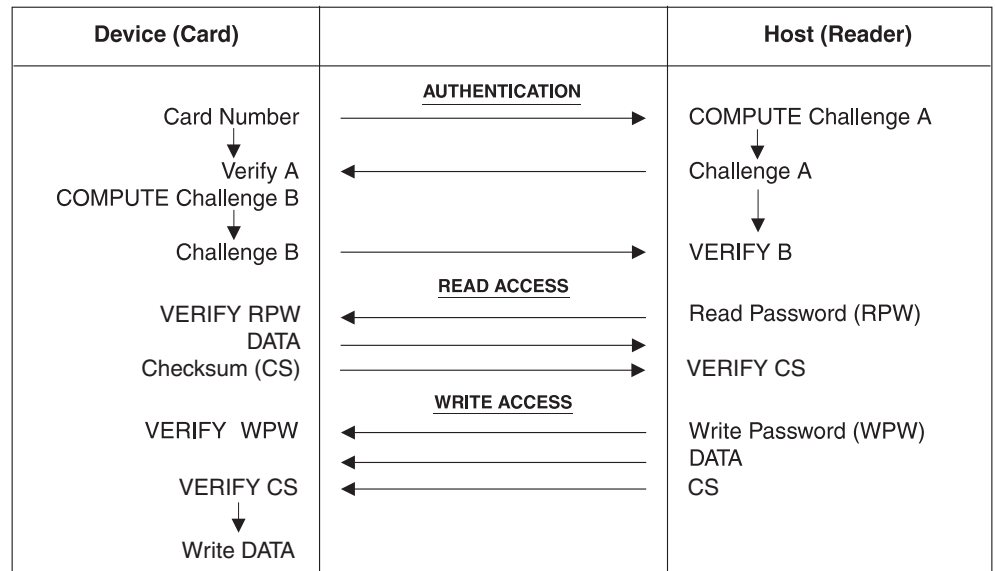 Device (Card) Host (Reader)
AUTHENTICATION
Card Number COMPUTE Challenge A
Verify A Challenge A
COMPUTE Challenge B
Challenge B VERIFY B
READ ACCESS
VERIFY RPW Read Password (RPW)
DATA
Checksum (CS) VERIFY CS
WRITE ACCESS
VERIFY WPW Write Password (WPW)
DATA
VERIFY CS CS
Write DATA